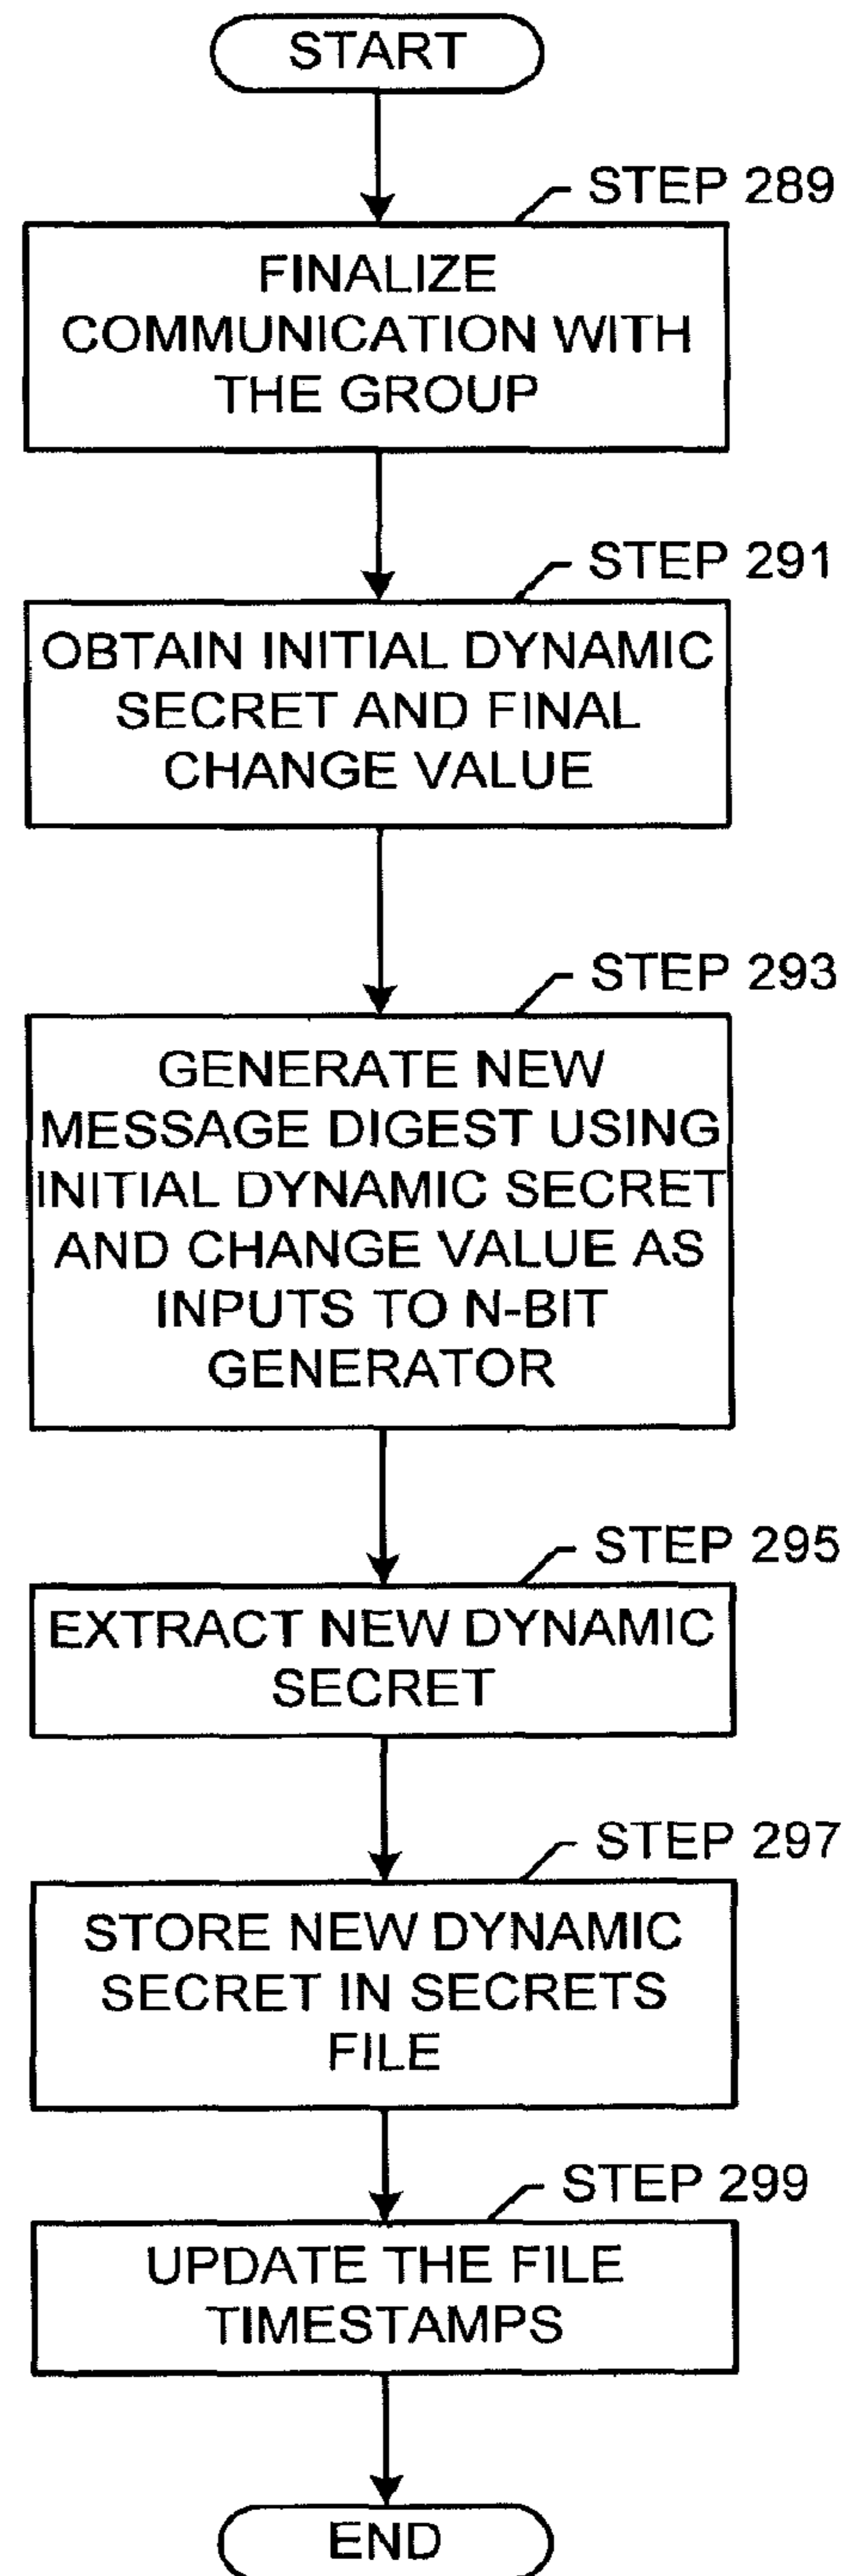 START
STEP 289
FINALIZE
COMMUNICATION WITH
THE GROUP
STEP 291
OBTAIN INITIAL DYNAMIC
SECRET AND FINAL
CHANGE VALUE
STEP 293
GENERATE NEW
MESSAGE DIGEST USING
INITIAL DYNAMIC SECRET
AND CHANGE VALUE AS
INPUTS TO N-BIT
GENERATOR
STEP 295
EXTRACT NEW DYNAMIC
SECRET
STEP 297
STORE NEW DYNAMIC
SECRET IN SECRETS
FILE
STEP 299
UPDATE THE FILE
TIMESTAMPS
END